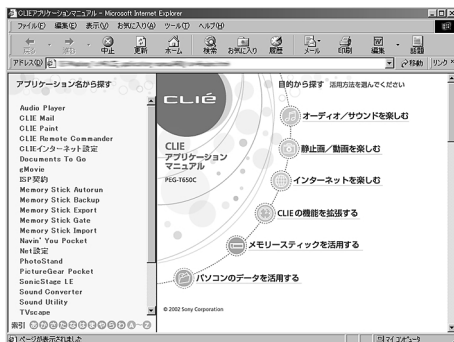 CLIEアプリケーションマニュアル - Microsoft Internet Explorer
ファイル(F) 編集(E) 表示(V) お気に入り(A) ツール(T) ヘルプ(H)
戻る 進む 中止 更新 ホーム 検索 お気に入り 履歴 メール 印刷 編集 話題
アドレス(D) 移動 リンク
アプリケーション名から探す
Audio Player
CLIE Mail
CLIE Paint
CLIE Remote Commander
CLIEインターネット設定
Documents To Go
gMovie
ISP契約
Memory Stick Autorun
Memory Stick Backup
Memory Stick Export
Memory Stick Gate
Memory Stick Import
Navin' You Pocket
Net設定
PhotoStand
PictureGear Pocket
SonicStage LE
Sound Converter
Sound Utility
TVscape
索引 あ か さ た な は ま や ら わ A~Z
CLIÉ
CLIE
アプリケーション
マニュアル
PEG-T650C
目的から探す 活用方法を選んでください
オーディオ/サウンドを楽しむ
静止画/動画を楽しむ
インターネットを楽しむ
CLIEの機能を拡張する
メモリースティックを活用する
パソコンのデータを活用する
© 2002 Sony Corporation
ページが表示されました
マイ コンピュータ